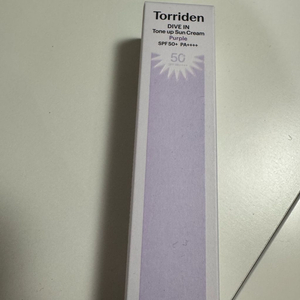 Torriden
DIVE IN
Tone up Sun Cream
Purple
SPF 50+ PA++++
50